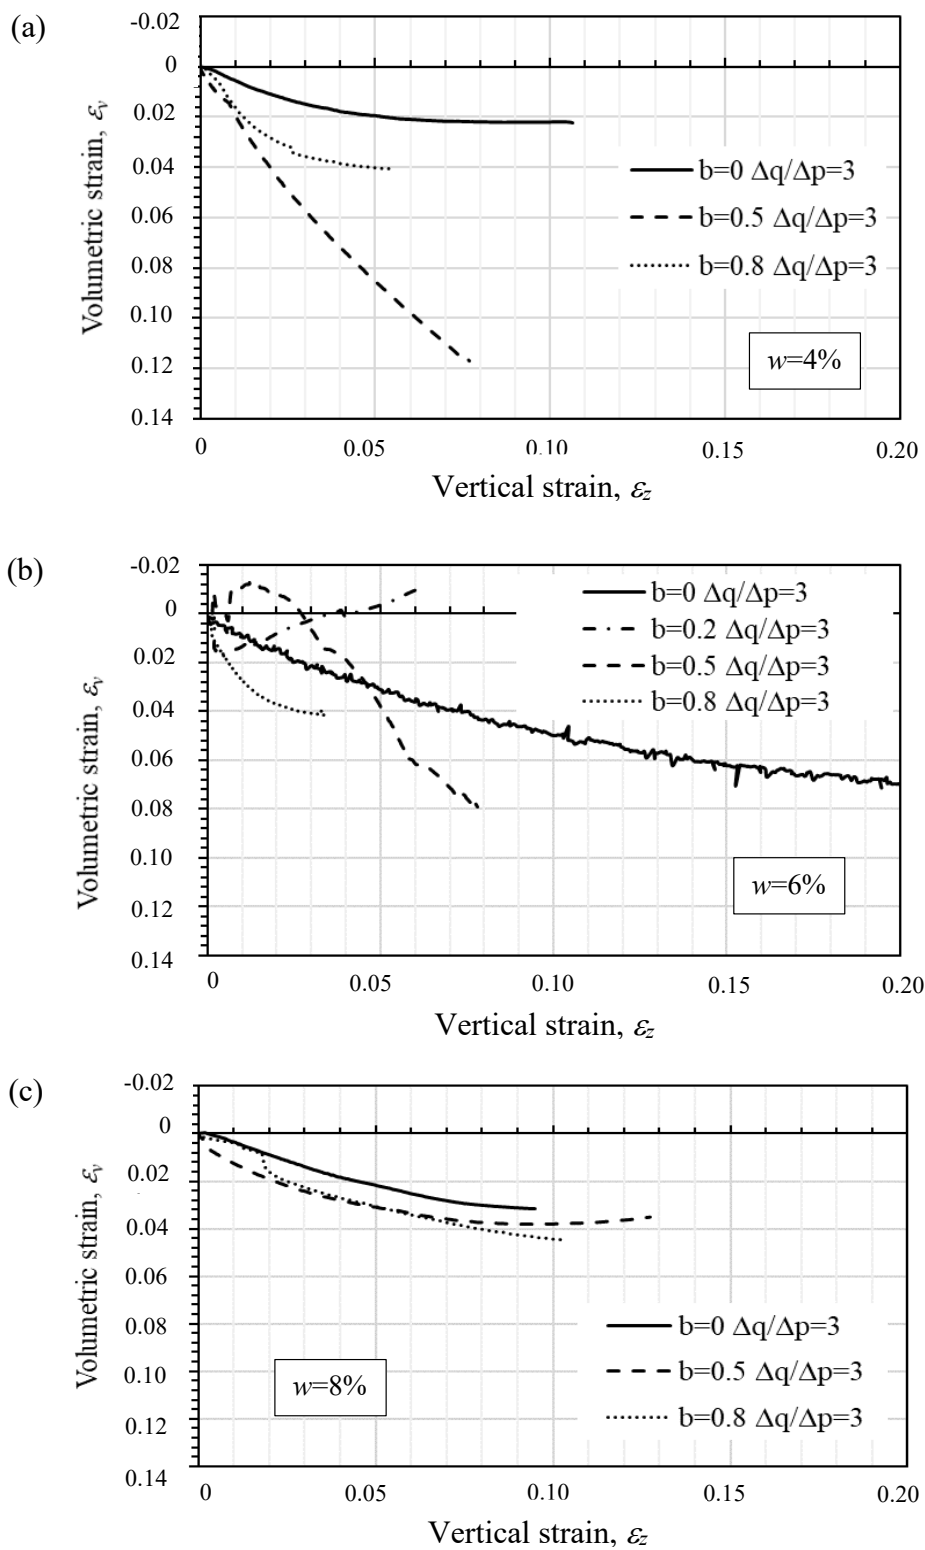 (a)
-0.02
0
0.02
0.04
0.06
0.08
0.10
0.12
0.14
Volumetric strain, εv
b=0 Δq/Δp=3
b=0.5 Δq/Δp=3
b=0.8 Δq/Δp=3
w=4%
0 0.05 0.10 0.15 0.20
Vertical strain, εz
(b)
-0.02
0
0.02
0.04
0.06
0.08
0.10
0.12
0.14
Volumetric strain, εv
b=0 Δq/Δp=3
b=0.2 Δq/Δp=3
b=0.5 Δq/Δp=3
b=0.8 Δq/Δp=3
w=6%
0 0.05 0.10 0.15 0.20
Vertical strain, εz
(c)
-0.02
0
0.02
0.04
0.06
0.08
0.10
0.12
0.14
Volumetric strain, εv
b=0 Δq/Δp=3
b=0.5 Δq/Δp=3
b=0.8 Δq/Δp=3
w=8%
0 0.05 0.10 0.15 0.20
Vertical strain, εz